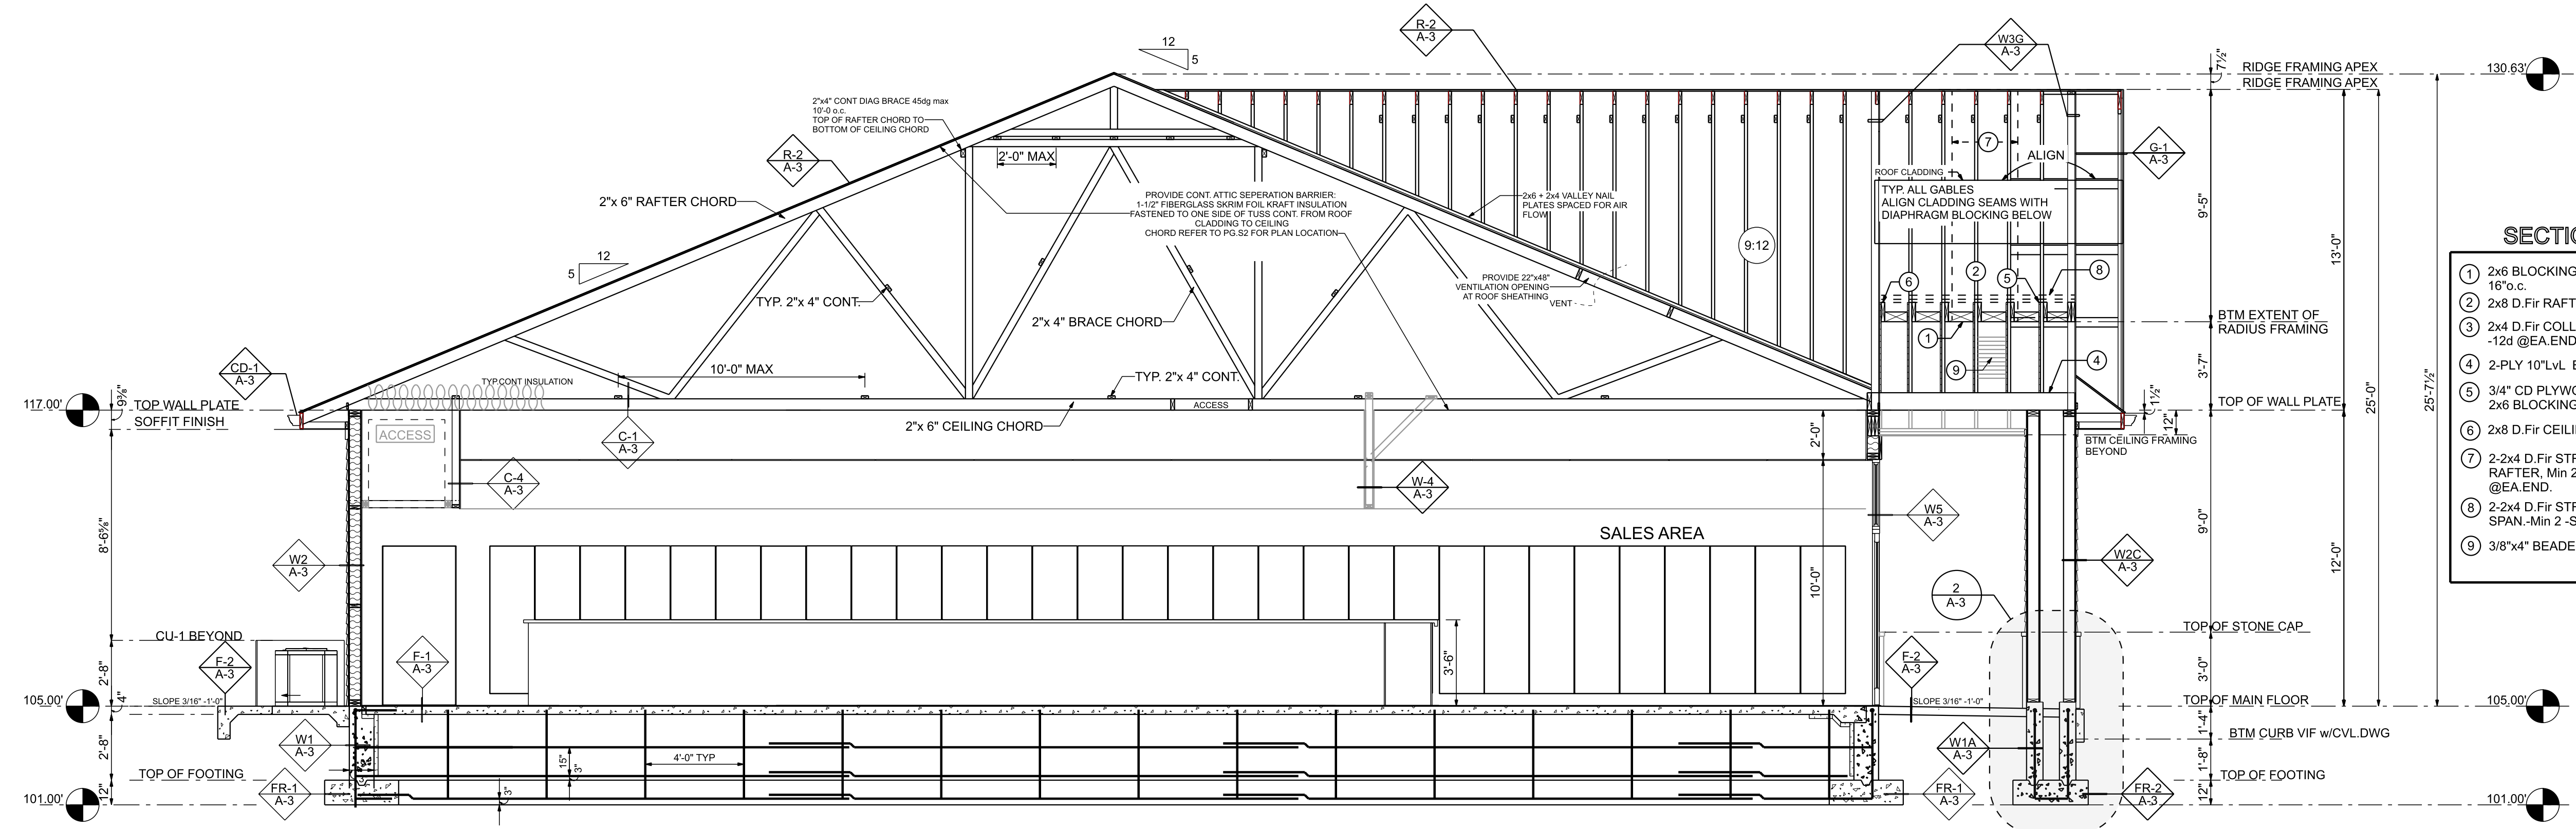 R-2
A-3
W3G
A-3
12
5
7½"
RIDGE FRAMING APEX
RIDGE FRAMING APEX
130.63'
2"x4" CONT DIAG BRACE 45dg max
10'-0 o.c.
TOP OF RAFTER CHORD TO
BOTTOM OF CEILING CHORD
R-2
A-3
2'-0" MAX
7
ALIGN
G-1
A-3
ROOF CLADDING
TYP. ALL GABLES
ALIGN CLADDING SEAMS WITH
DIAPHRAGM BLOCKING BELOW
2"x 6" RAFTER CHORD
PROVIDE CONT. ATTIC SEPERATION BARRIER:
1-1/2" FIBERGLASS SKRIM FOIL KRAFT INSULATION
FASTENED TO ONE SIDE OF TUSS CONT. FROM ROOF
CLADDING TO CEILING
CHORD REFER TO PG.S2 FOR PLAN LOCATION
2x6 + 2x4 VALLEY NAIL
PLATES SPACED FOR AIR
FLOW
9:12
9'-5"
13'-0"
12
5
TYP. 2"x 4" CONT.
2"x 4" BRACE CHORD
PROVIDE 22"x48"
VENTILATION OPENING
AT ROOF SHEATHING
VENT
6
2
5
8
1
9
4
BTM EXTENT OF
RADIUS FRAMING
3'-7"
25'-0"
25'-7½"
SECTIO
1 2x6 BLOCKING
16"o.c.
2 2x8 D.Fir RAFT
3 2x4 D.Fir COLL
-12d @EA.END
4 2-PLY 10"LvL
5 3/4" CD PLYWO
2x6 BLOCKING
6 2x8 D.Fir CEILI
7 2-2x4 D.Fir STR
RAFTER, Min 2
@EA.END.
8 2-2x4 D.Fir STR
SPAN.-Min 2 -S
9 3/8"x4" BEADE
CD-1
A-3
TYP.CONT INSULATION
10'-0" MAX
TYP. 2"x 4" CONT.
ACCESS
117.00'
9⅜"
TOP WALL PLATE
SOFFIT FINISH
ACCESS
C-1
A-3
2"x 6" CEILING CHORD
2'-0"
TOP OF WALL PLATE
1½"
12"
BTM CEILING FRAMING
BEYOND
C-4
A-3
W-4
A-3
W5
A-3
SALES AREA
8'-6⅝"
W2
A-3
9'-0"
12'-0"
W2C
A-3
10'-0"
2
A-3
CU-1 BEYOND
F-2
A-3
F-1
A-3
3'-6"
F-2
A-3
TOP OF STONE CAP
3'-0"
2'-8"
4"
105.00'
SLOPE 3/16" -1'-0"
SLOPE 3/16" -1'-0"
TOP OF MAIN FLOOR
105.00'
W1
A-3
2'-8"
15"
3"
4'-0" TYP
W1A
A-3
1'-4"
BTM CURB VIF w/CVL.DWG
1'-8"
TOP OF FOOTING
TOP OF FOOTING
FR-1
A-3
3"
FR-1
A-3
FR-2
A-3
12"
12"
101.00'
101.00'